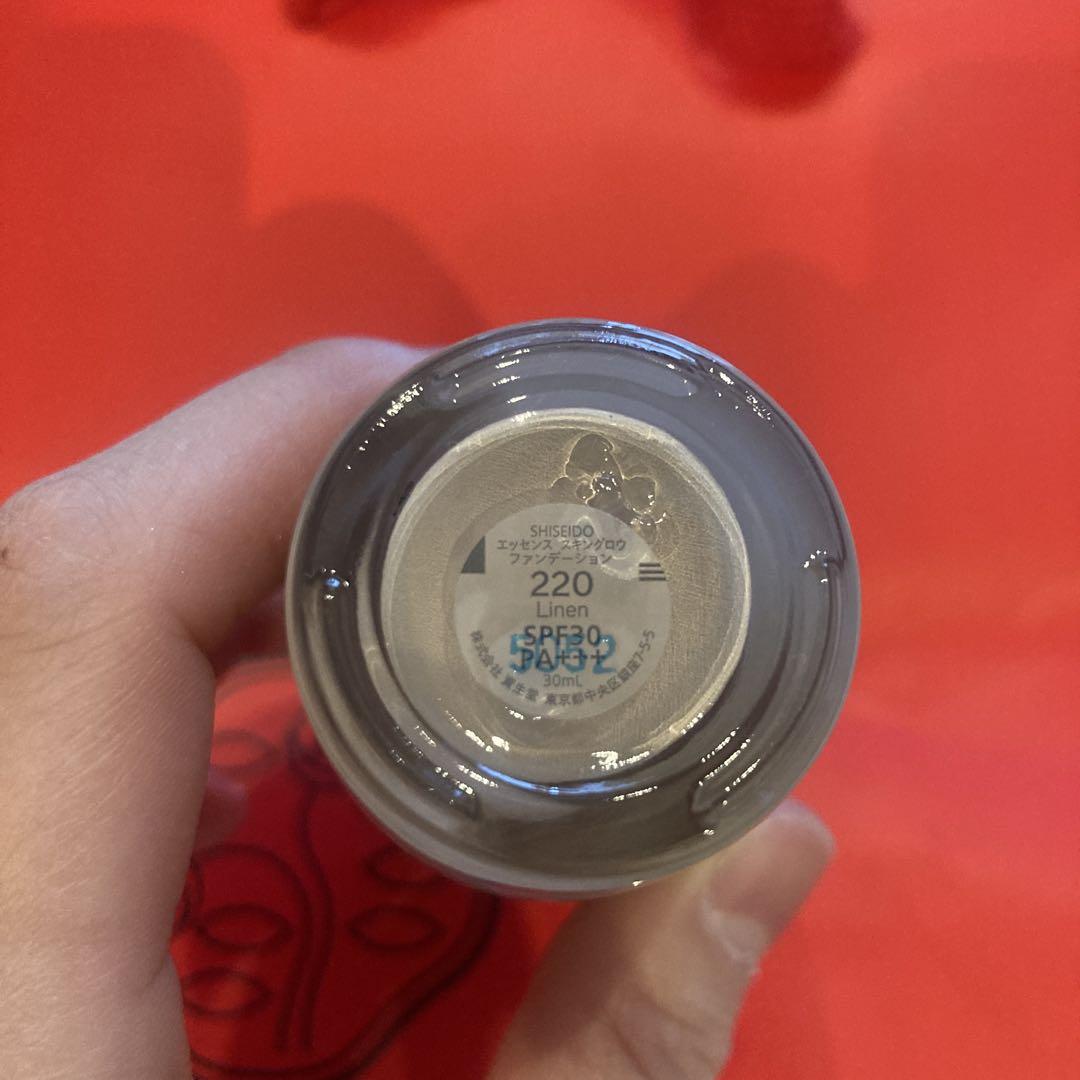 SHISEIDO
エッセンス スキングロウ
ファンデーション
220
Linen
SPF30
PA+++
5052
30mL
株式会社 資生堂 東京都中央区銀座7-5-5